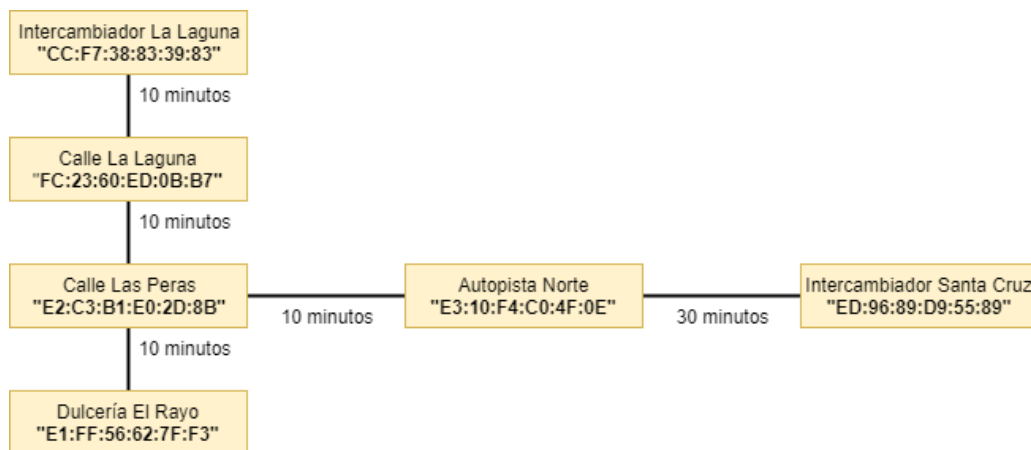 Intercambiador La Laguna
"CC:F7:38:83:39:83"
10 minutos
Calle La Laguna
"FC:23:60:ED:0B:B7"
10 minutos
Calle Las Peras
"E2:C3:B1:E0:2D:8B"
10 minutos
Autopista Norte
"E3:10:F4:C0:4F:0E"
30 minutos
Intercambiador Santa Cruz
"ED:96:89:D9:55:89"
10 minutos
Dulcería El Rayo
"E1:FF:56:62:7F:F3"